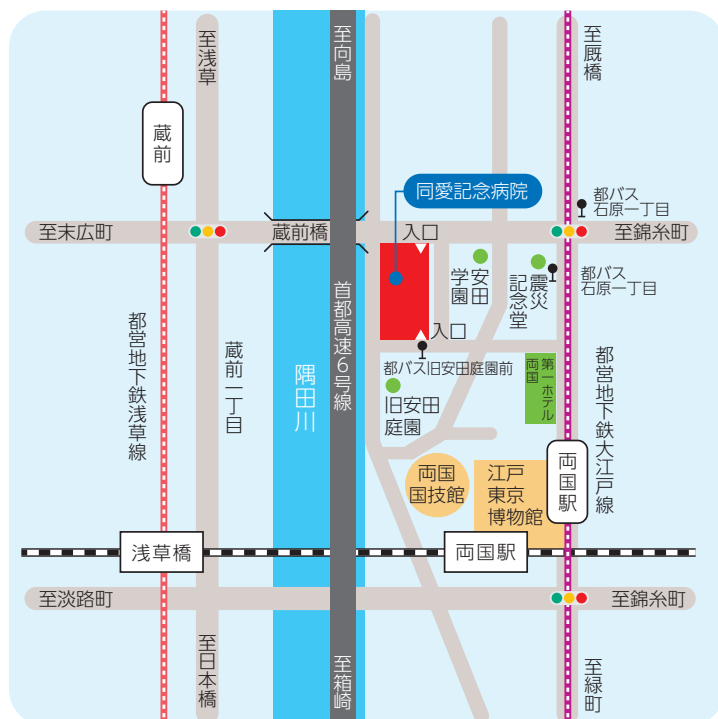 至浅草
至向島
至厩橋
蔵前
同愛記念病院
都バス
石原一丁目
至末広町
蔵前橋
入口
至錦糸町
安田
学園
震災
記念堂
都バス
石原一丁目
首都高速6号線
入口
都営地下鉄浅草線
蔵前一丁目
隅田川
都バス旧安田庭園前
第一ホテル
両国
都営地下鉄大江戸線
旧安田
庭園
両国
国技館
江戸
東京
博物館
両国駅
浅草橋
両国駅
至淡路町
至錦糸町
至日本橋
至箱崎
至緑町